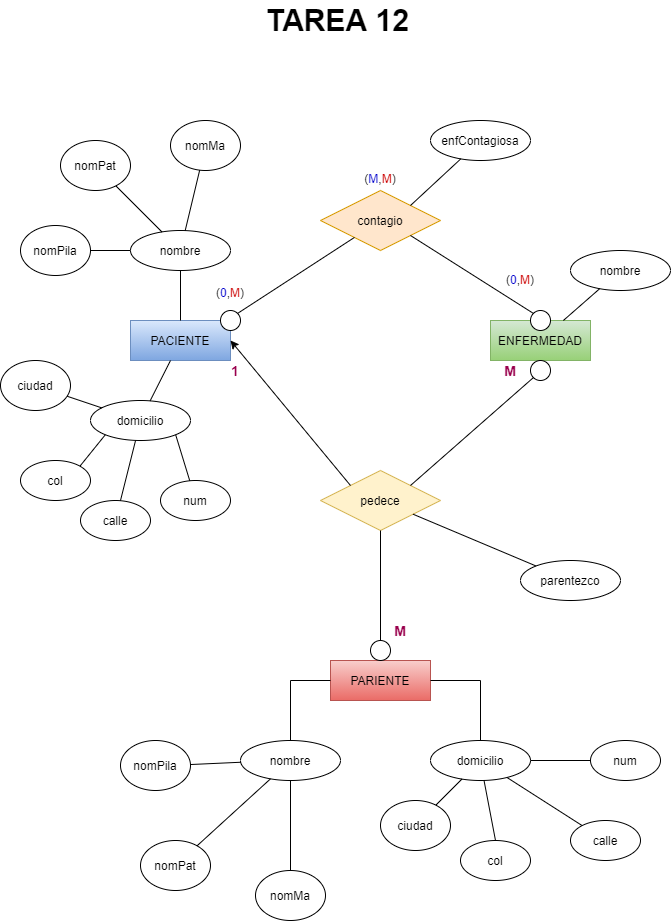 TAREA 12
nomMa
enfContagiosa
nomPat
(M,M)
contagio
nomPila
nombre
nombre
(0,M)
(0,M)
PACIENTE
ENFERMEDAD
1
M
ciudad
domicilio
col
num
calle
pedece
parentezco
M
PARIENTE
nomPila
nombre
domicilio
num
ciudad
calle
nomPat
col
nomMa